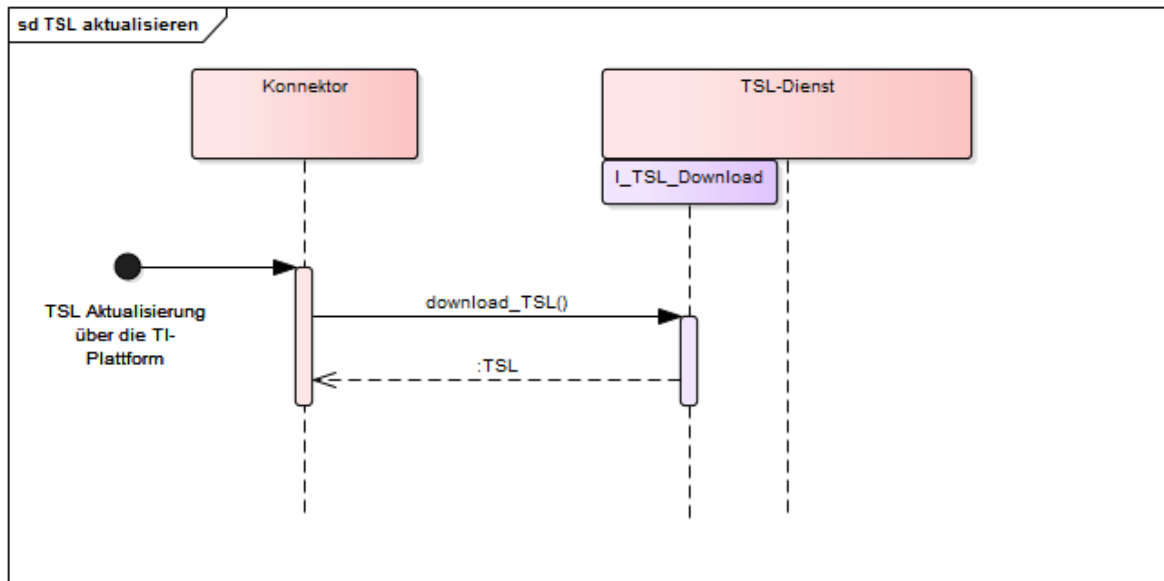 sd TSL aktualisieren
Konnektor
TSL-Dienst
I_TSL_Download
TSL Aktualisierung
über die TI-
Plattform
download_TSL()
:TSL